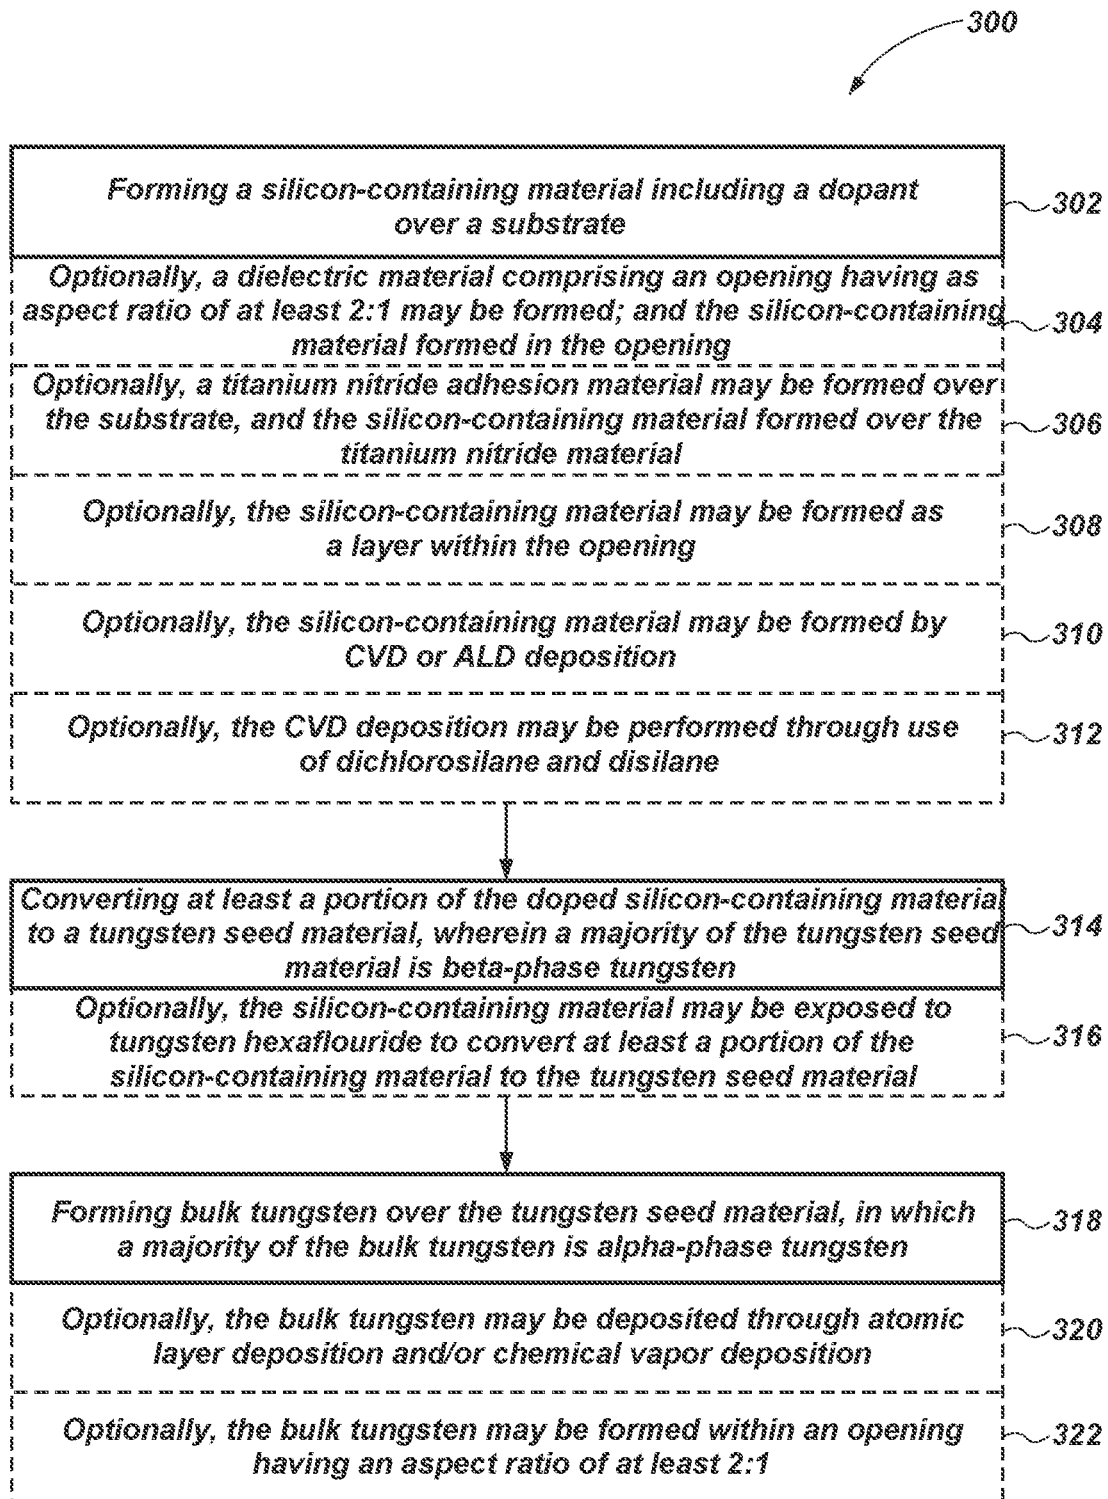 300
Forming a silicon-containing material including a dopant
over a substrate
302
Optionally, a dielectric material comprising an opening having as
aspect ratio of at least 2:1 may be formed; and the silicon-containing
material formed in the opening
304
Optionally, a titanium nitride adhesion material may be formed over
the substrate, and the silicon-containing material formed over the
titanium nitride material
306
Optionally, the silicon-containing material may be formed as
a layer within the opening
308
Optionally, the silicon-containing material may be formed by
CVD or ALD deposition
310
Optionally, the CVD deposition may be performed through use
of dichlorosilane and disilane
312
Converting at least a portion of the doped silicon-containing material
to a tungsten seed material, wherein a majority of the tungsten seed
material is beta-phase tungsten
314
Optionally, the silicon-containing material may be exposed to
tungsten hexaflouride to convert at least a portion of the
silicon-containing material to the tungsten seed material
316
Forming bulk tungsten over the tungsten seed material, in which
a majority of the bulk tungsten is alpha-phase tungsten
318
Optionally, the bulk tungsten may be deposited through atomic
layer deposition and/or chemical vapor deposition
320
Optionally, the bulk tungsten may be formed within an opening
having an aspect ratio of at least 2:1
322